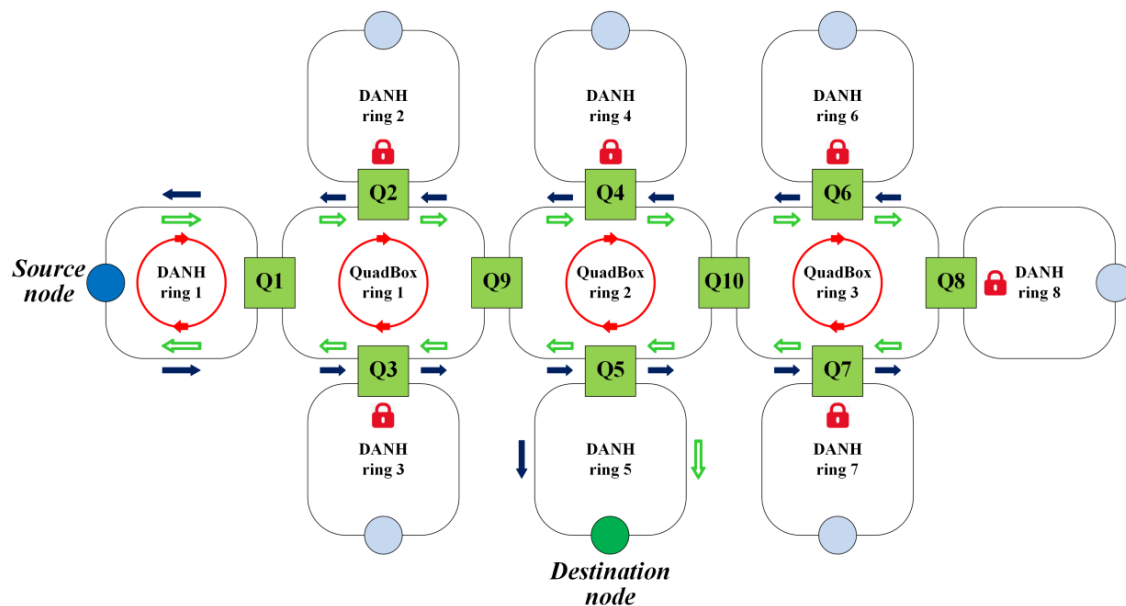 DANH
ring 2
DANH
ring 4
DANH
ring 6
Q2
Q4
Q6
Source
node
DANH
ring 1
Q1
QuadBox
ring 1
Q9
QuadBox
ring 2
Q10
QuadBox
ring 3
Q8
DANH
ring 8
Q3
Q5
Q7
DANH
ring 3
DANH
ring 5
DANH
ring 7
Destination
node